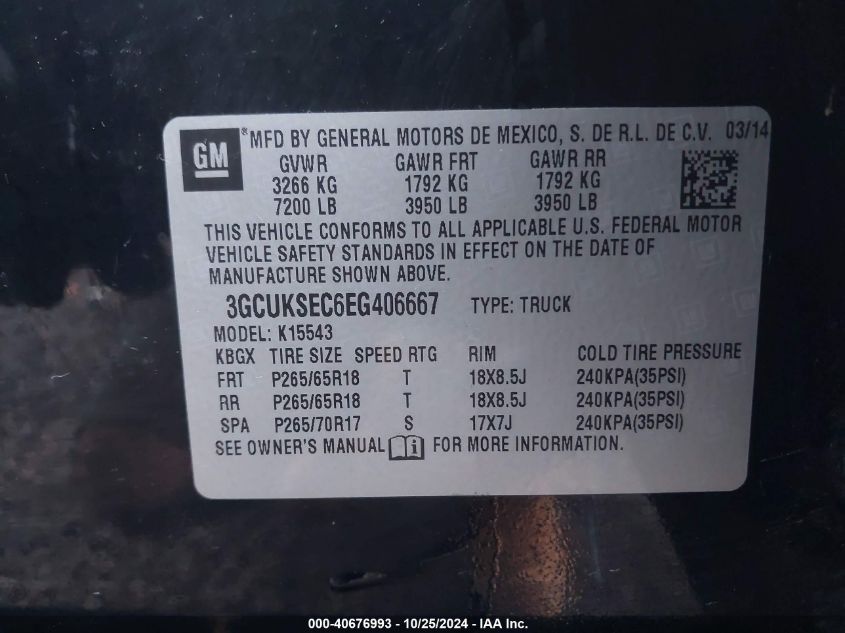 GM
®MFD BY GENERAL MOTORS DE MEXICO, S. DE R.L. DE C.V. 03/14
GVWR GAWR FRT GAWR RR
3266 KG 1792 KG 1792 KG
7200 LB 3950 LB 3950 LB
THIS VEHICLE CONFORMS TO ALL APPLICABLE U.S. FEDERAL MOTOR
VEHICLE SAFETY STANDARDS IN EFFECT ON THE DATE OF
MANUFACTURE SHOWN ABOVE.
3GCUKSEC6EG406667 TYPE: TRUCK
MODEL: K15543
KBGX TIRE SIZE SPEED RTG RIM COLD TIRE PRESSURE
FRT P265/65R18 T 18X8.5J 240KPA(35PSI)
RR P265/65R18 T 18X8.5J 240KPA(35PSI)
SPA P265/70R17 S 17X7J 240KPA(35PSI)
SEE OWNER'S MANUAL FOR MORE INFORMATION.
000-40676993 - 10/25/2024 - IAA Inc.